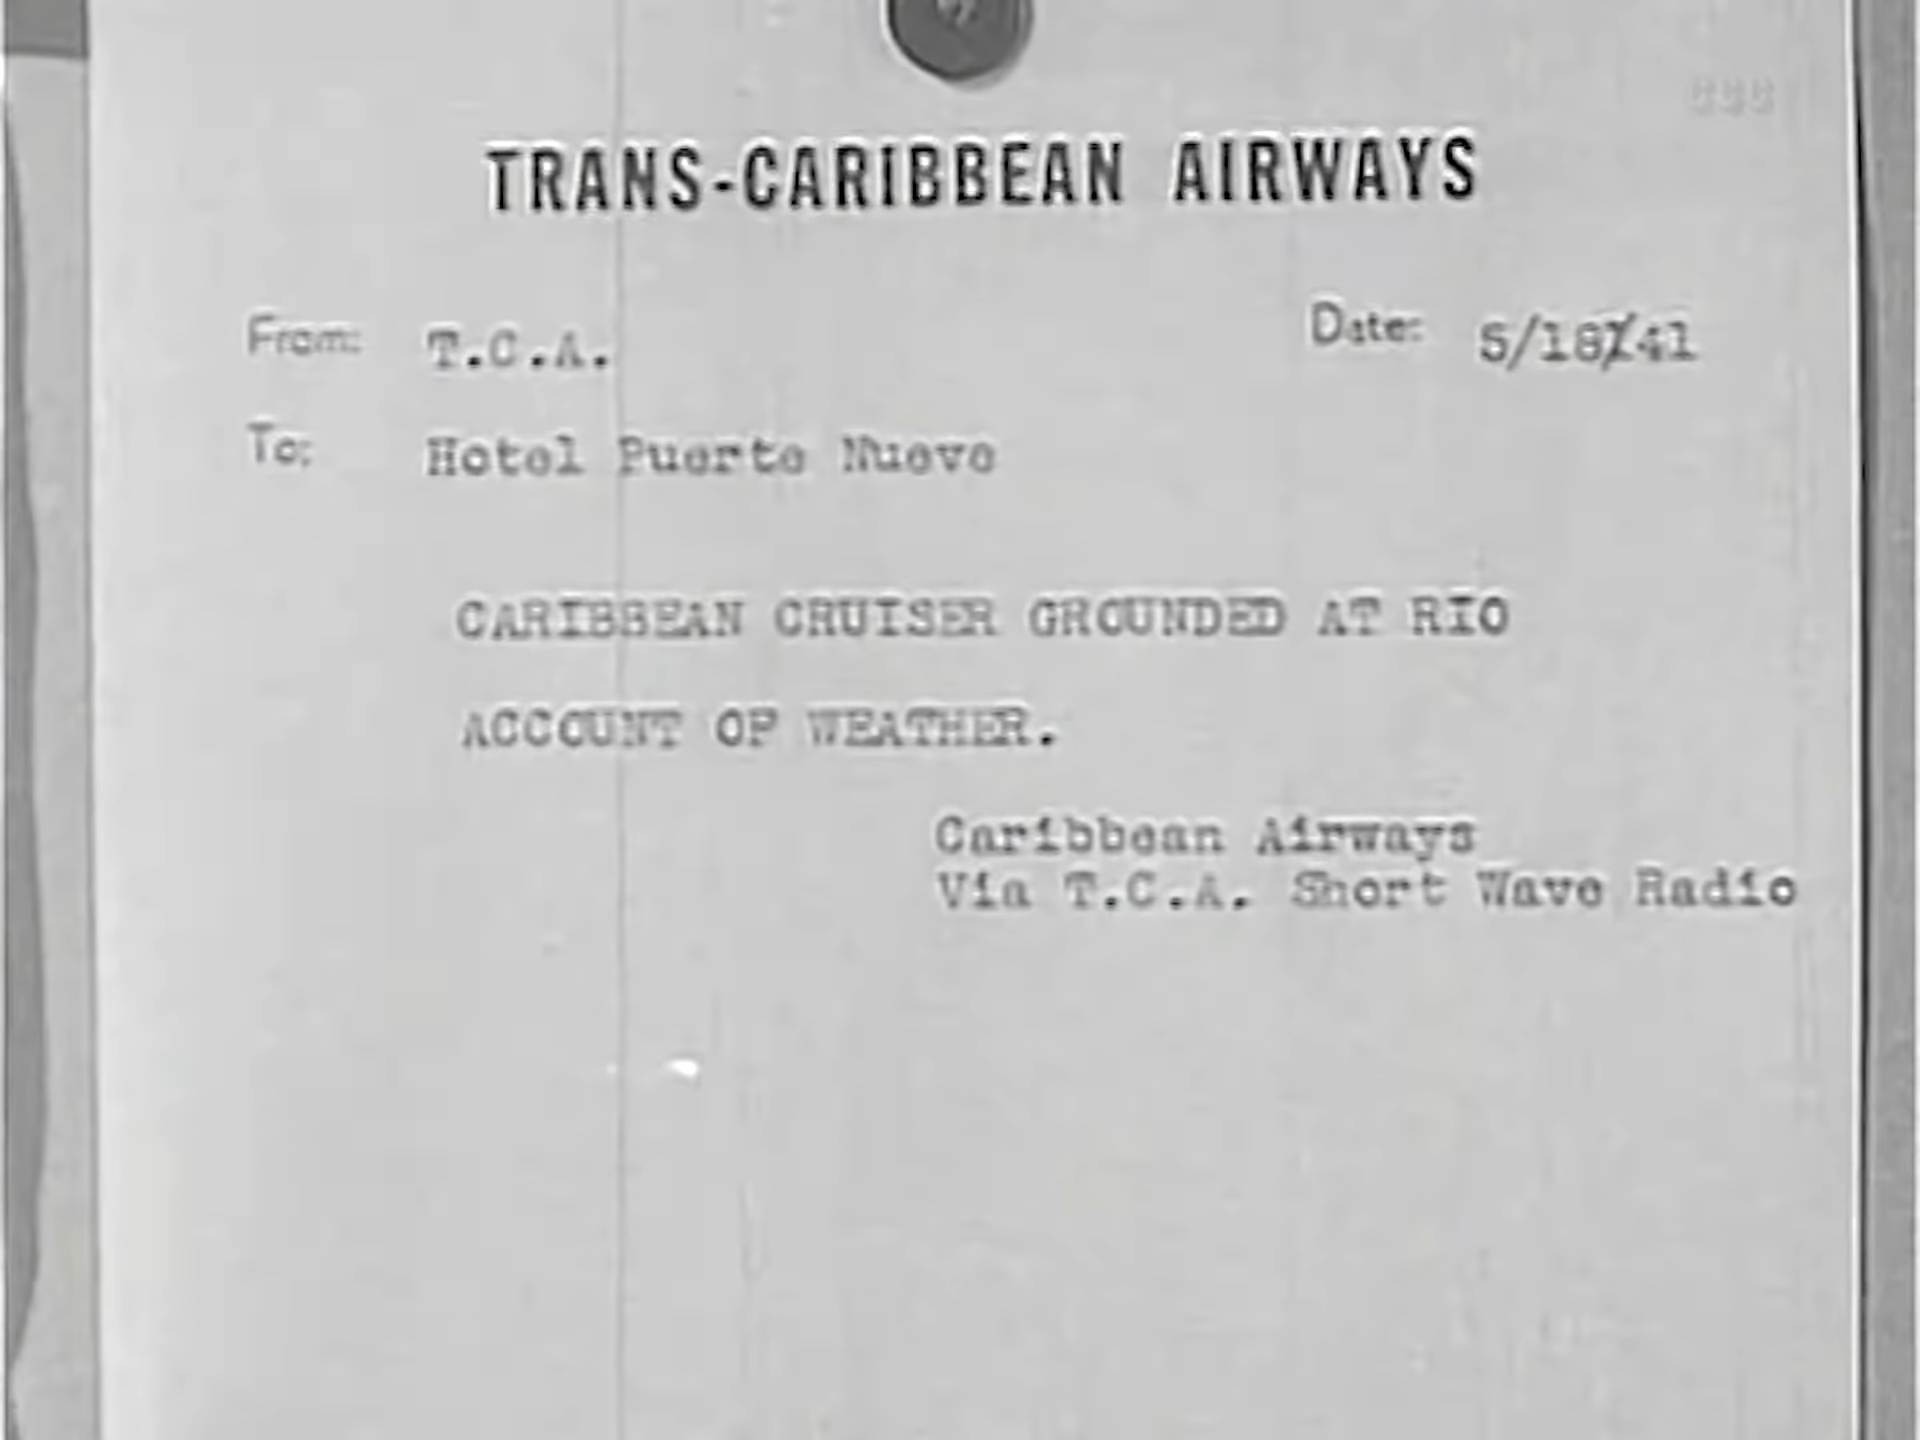 CCC
TRANS-CARIBBEAN AIRWAYS
From: T.C.A.
Date: 5/18/41
To: Hotel Puerto Nuevo
CARIBBEAN CRUISER GROUNDED AT RIO
ACCOUNT OF WEATHER.
Caribbean Airways
Via T.C.A. Short Wave Radio